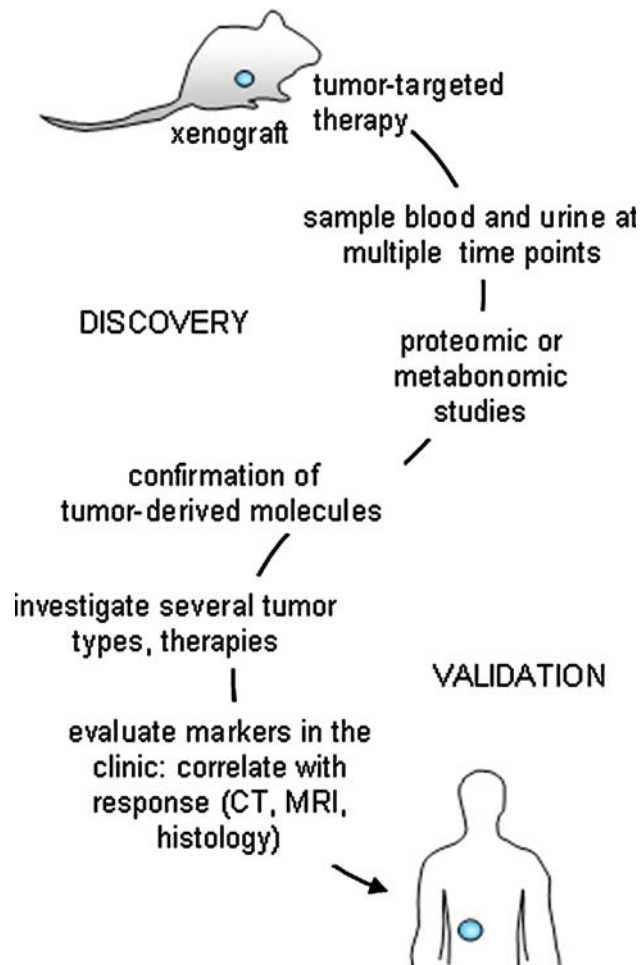 xenograft
tumor-targeted
therapy
sample blood and urine at
multiple time points
DISCOVERY
proteomic or
metabonomic
studies
confirmation of
tumor-derived molecules
investigate several tumor
types, therapies
VALIDATION
evaluate markers in the
clinic: correlate with
response (CT, MRI,
histology)